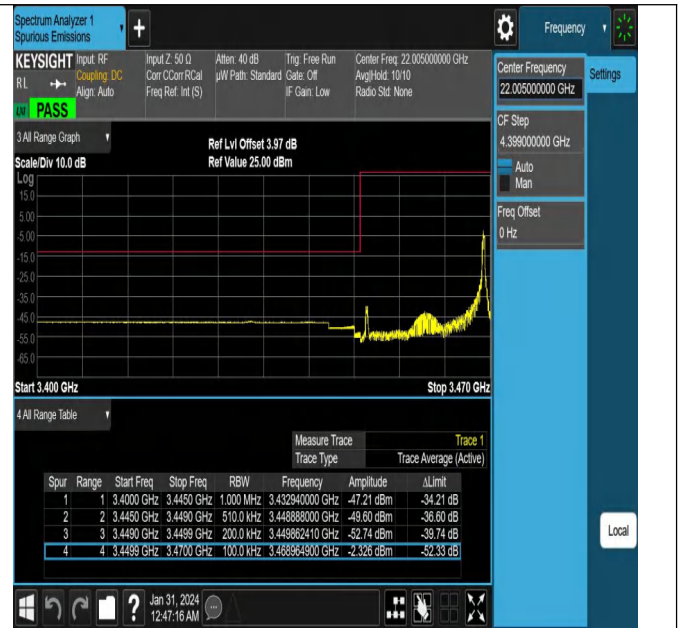 Spectrum Analyzer 1
Spurious Emissions
Frequency
KEYSIGHT
RL
Input: RF
Coupling: DC
Align: Auto
Input Z: 50 Ω
Corr CCorr RCal
Freq Ref: Int (S)
Atten: 40 dB
µW Path: Standard
Trig: Free Run
Gate: Off
IF Gain: Low
Center Freq: 22.005000000 GHz
Avg|Hold: 10/10
Radio Std: None
PASS
Center Frequency
22.005000000 GHz
Settings
CF Step
4.399000000 GHz
Auto
Man
Freq Offset
0 Hz
Local
3 All Range Graph
Scale/Div 10.0 dB
Ref Lvl Offset 3.97 dB
Ref Value 25.00 dBm
Log
15.0
5.00
-5.00
-15.0
-25.0
-35.0
-45.0
-55.0
-65.0
Start 3.400 GHz Stop 3.470 GHz
4 All Range Table
Measure Trace Trace 1
Trace Type Trace Average (Active)
Spur Range Start Freq Stop Freq RBW Frequency Amplitude ΔLimit
1 1 3.4000 GHz 3.4450 GHz 1.000 MHz 3.432940000 GHz -47.21 dBm -34.21 dB
2 2 3.4450 GHz 3.4490 GHz 510.0 kHz 3.448888000 GHz -49.60 dBm -36.60 dB
3 3 3.4490 GHz 3.4499 GHz 200.0 kHz 3.449862410 GHz -52.74 dBm -39.74 dB
4 4 3.4499 GHz 3.4700 GHz 100.0 kHz 3.468964900 GHz -2.326 dBm -52.33 dB
?
Jan 31, 2024
12:47:16 AM